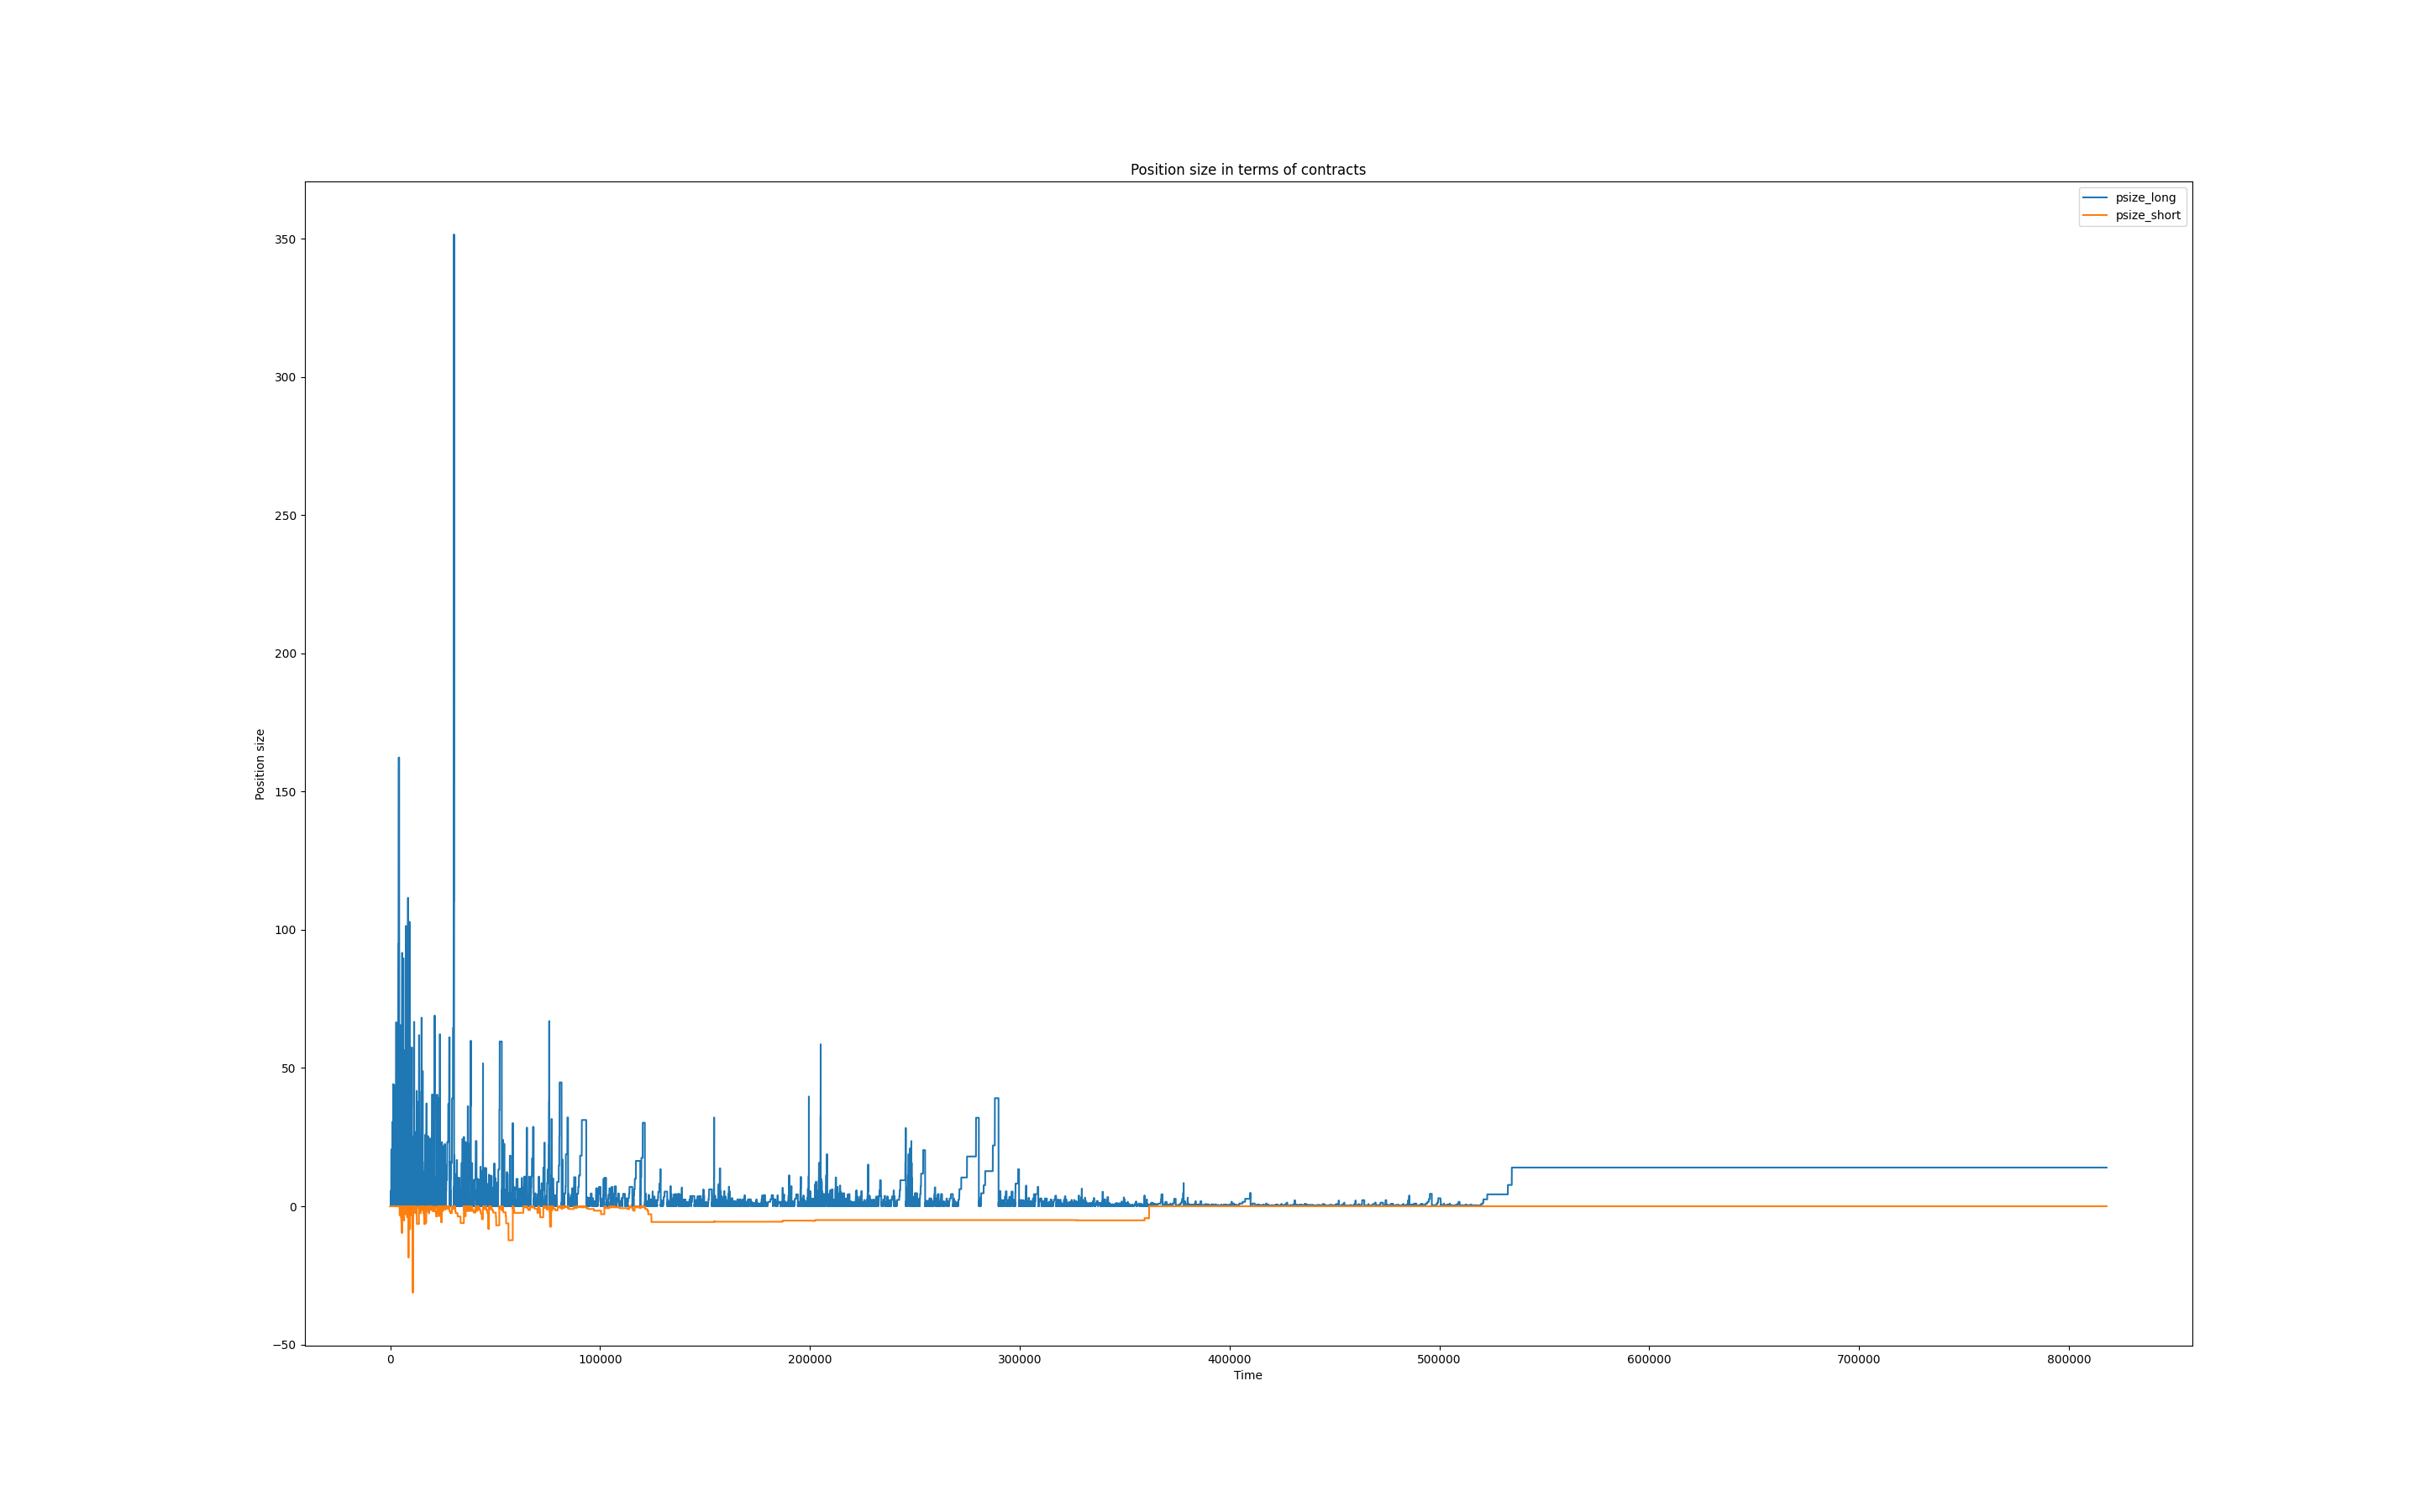 Position size in terms of contracts
psize_long
psize_short
350
300
250
200
150
100
50
0
−50
Position size
0 100000 200000 300000 400000 500000 600000 700000 800000
Time